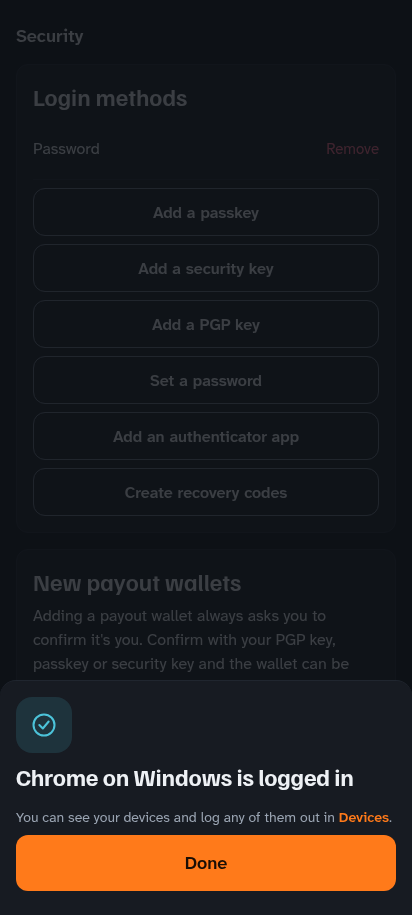 Security
Login methods
Password
Remove
Add a passkey
Add a security key
Add a PGP key
Set a password
Add an authenticator app
Create recovery codes
New payout wallets
Adding a payout wallet always asks you to
confirm it's you. Confirm with your PGP key,
passkey or security key and the wallet can be
Chrome on Windows is logged in
You can see your devices and log any of them out in Devices.
Done